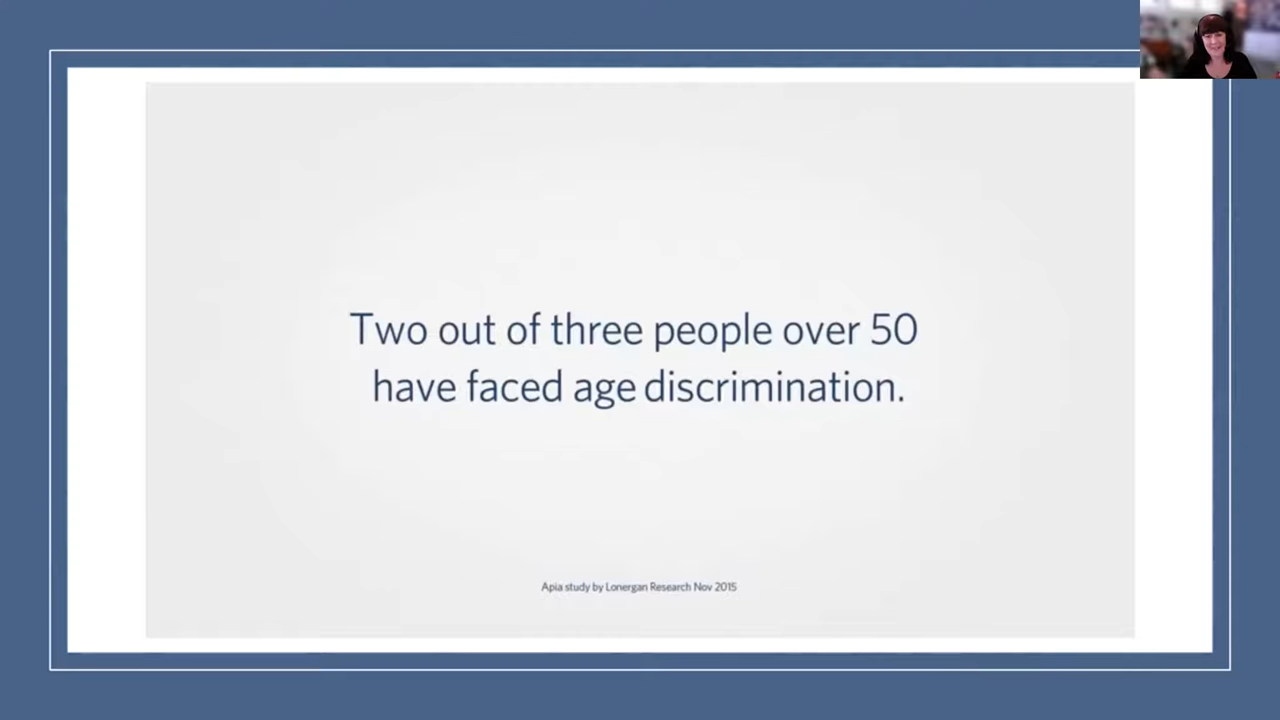 Two out of three people over 50
have faced age discrimination.
Apia study by Lonergan Research Nov 2015